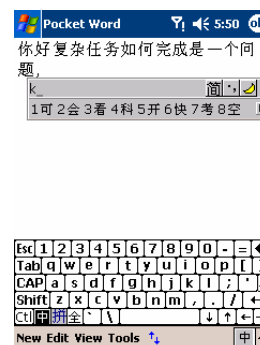 Pocket Word 5:50
你好复杂任务如何完成是一个问
题,
k_ 简 ·,
1可 2会 3看 4科 5开 6快 7考 8空
Esc 1 2 3 4 5 6 7 8 9 0 - =
Tab q w e r t y u i o p [ ]
CAP a s d f g h j k l ; '
Shift z x c v b n m , . /
Ctl 中 拼 全 ` \
New Edit View Tools 中